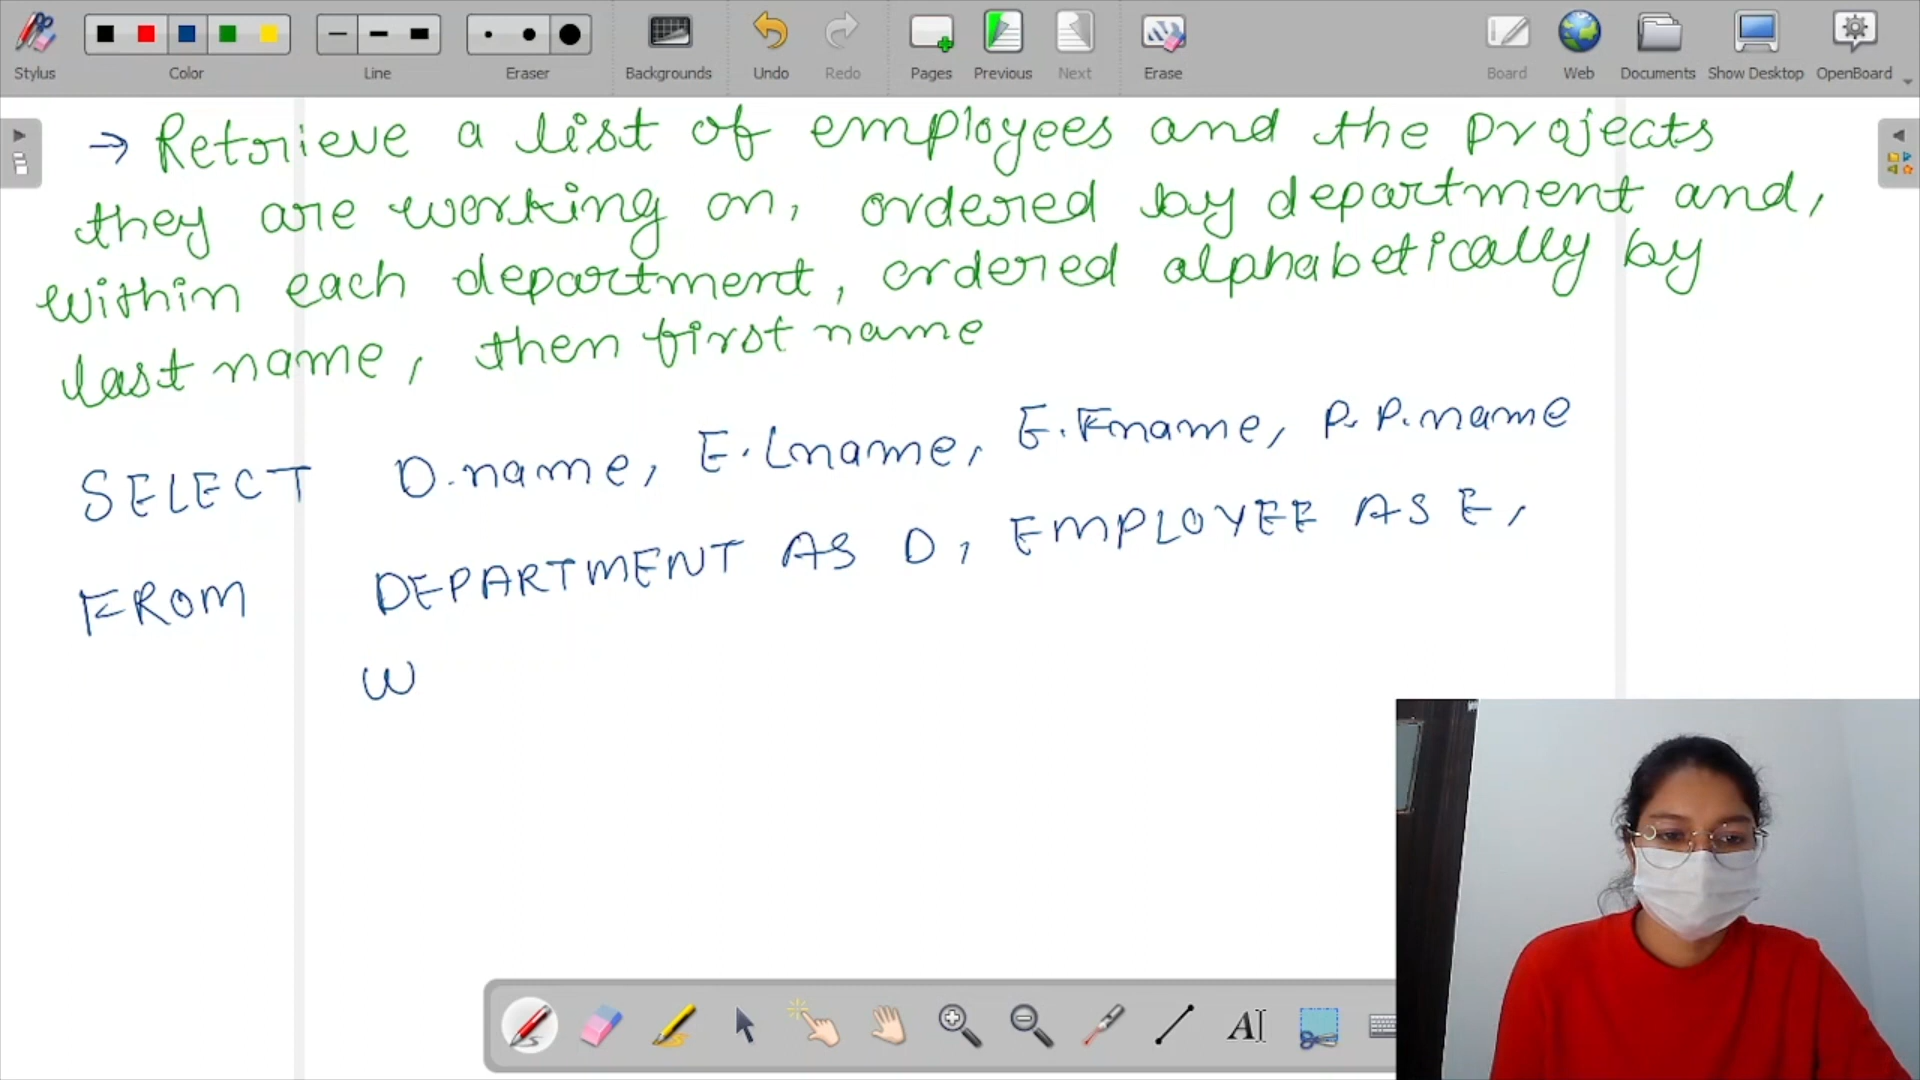 Stylus
Color
Line
Eraser
Backgrounds
Undo
Redo
Pages
Previous
Next
Erase
Board
Web
Documents
Show Desktop
OpenBoard
→ Retrieve a list of employees and the projects
they are working on, ordered by department and,
within each department, ordered alphabetically by
last name, then first name
SELECT D.name, E.Lname, E.Fname, P.P.name
FROM DEPARTMENT AS D, EMPLOYEE AS E,
W